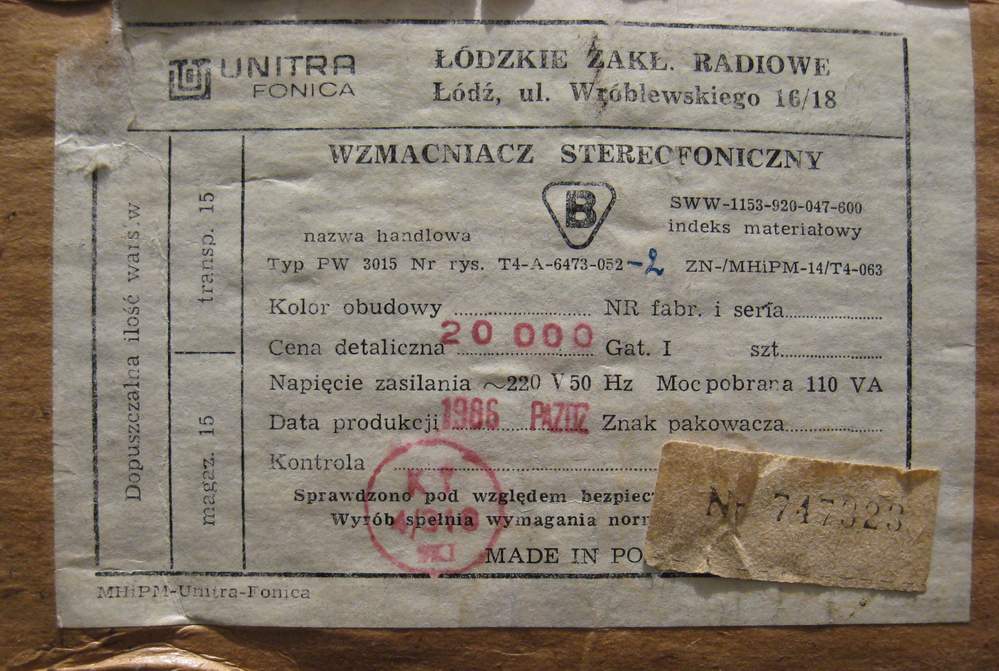 UNITRA
FONICA
ŁÓDZKIE ZAKŁ. RADIOWE
Łódź, ul. Wróblewskiego 16/18
WZMACNIACZ STEREOFONICZNY
B
SWW-1153-920-047-600
nazwa handlowa
indeks materiałowy
Typ PW 3015 Nr rys. T4-A-6473-052-2 ZN-/MHiPM-14/T4-063
Kolor obudowy NR fabr. i seria
Cena detaliczna 20 000 Gat. I szt.
Napięcie zasilania ~220 V 50 Hz Moc pobrana 110 VA
Data produkcji 1986 PAŹDZ Znak pakowacza
Kontrola
K.T
Sprawdzono pod względem
Wyrób spełnia wymagania
MADE IN
Nr 747323
Dopuszczalna ilość warstw
transp. 15
magaz. 15
MHiPM-Unitra-Fonica